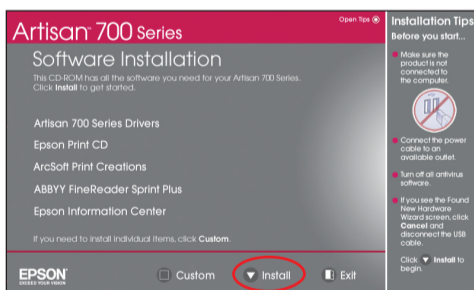 Artisan™ 700 Series
Open Tips
Software Installation
This CD-ROM has all the software you need for your Artisan 700 Series.
Click Install to get started.
Artisan 700 Series Drivers
Epson Print CD
ArcSoft Print Creations
ABBYY FineReader Sprint Plus
Epson Information Center
If you need to install individual items, click Custom.
EPSON
EXCEED YOUR VISION
Custom
Install
Exit
Installation Tips
Before you start...
Make sure the
product is not
connected to
the computer.
Connect the power
cable to an
available outlet.
Turn off all antivirus
software.
If you see the Found
New Hardware
Wizard screen, click
Cancel and
disconnect the USB
cable.
Click Install to
begin.